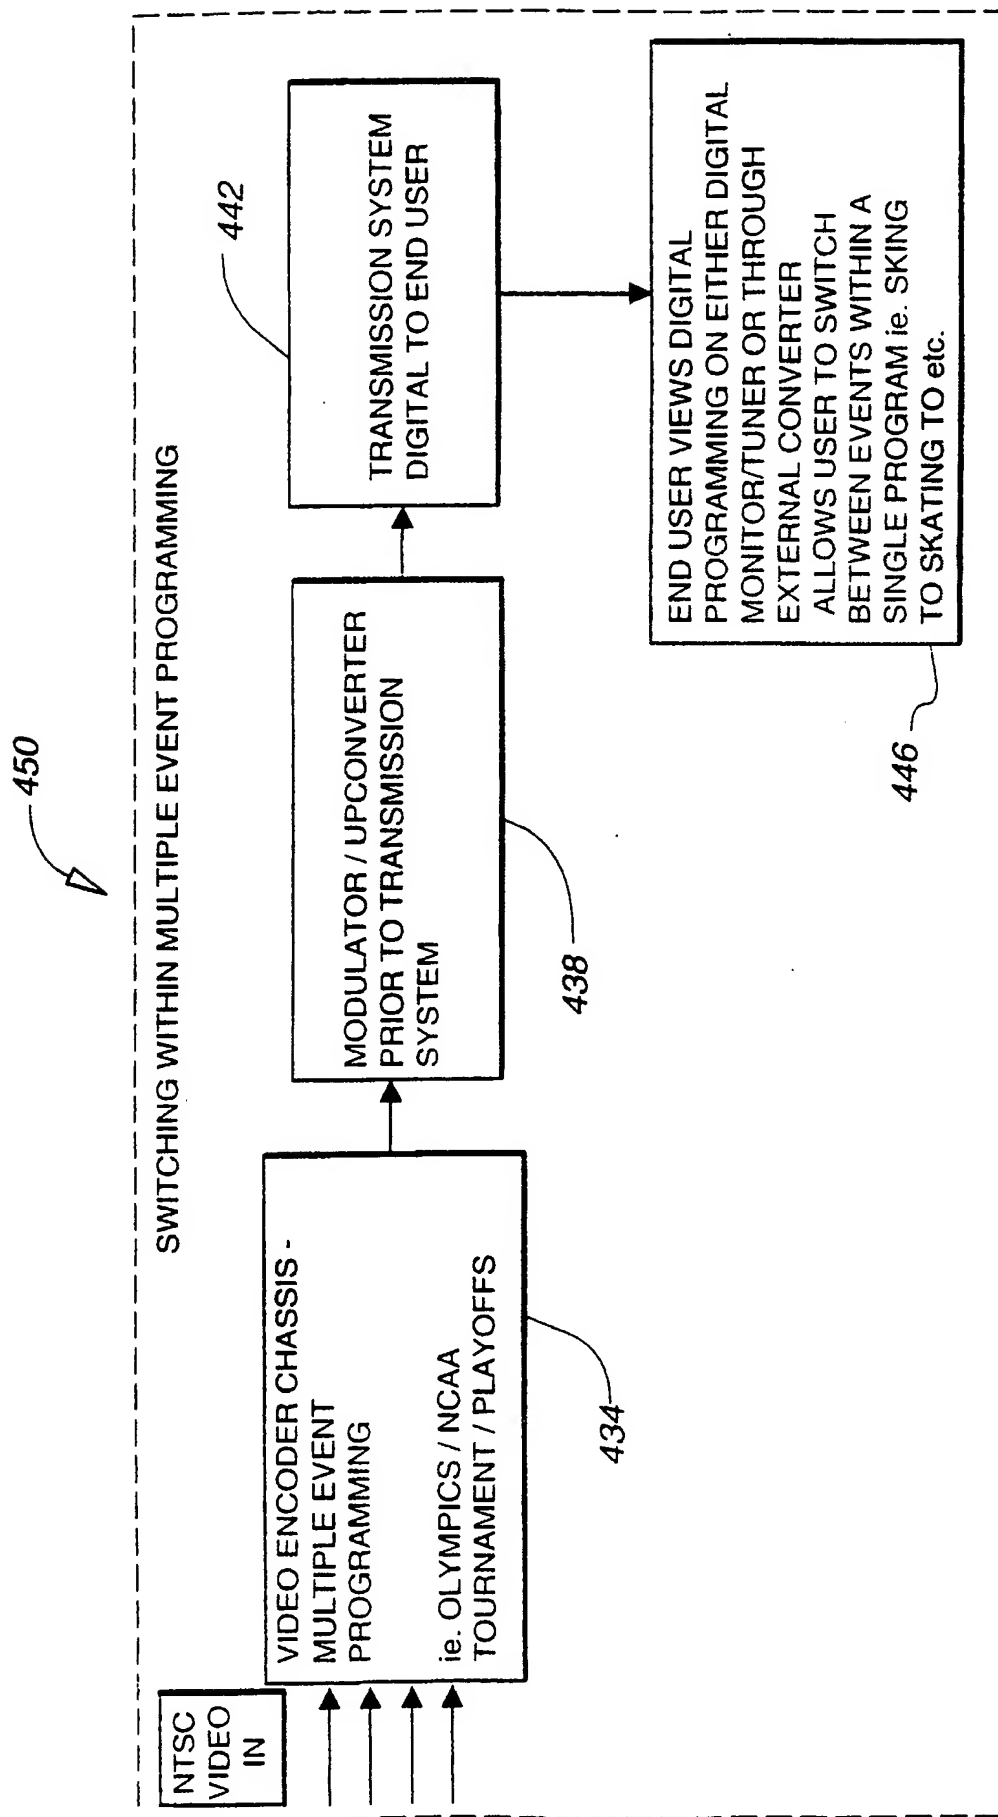 450
SWITCHING WITHIN MULTIPLE EVENT PROGRAMMING
NTSC
VIDEO
IN
VIDEO ENCODER CHASSIS -
MULTIPLE EVENT
PROGRAMMING
ie. OLYMPICS / NCAA
TOURNAMENT / PLAYOFFS
434
MODULATOR / UPCONVERTER
PRIOR TO TRANSMISSION
SYSTEM
438
TRANSMISSION SYSTEM
DIGITAL TO END USER
442
END USER VIEWS DIGITAL
PROGRAMMING ON EITHER DIGITAL
MONITOR/TUNER OR THROUGH
EXTERNAL CONVERTER
ALLOWS USER TO SWITCH
BETWEEN EVENTS WITHIN A
SINGLE PROGRAM ie. SKING
TO SKATING TO etc.
446